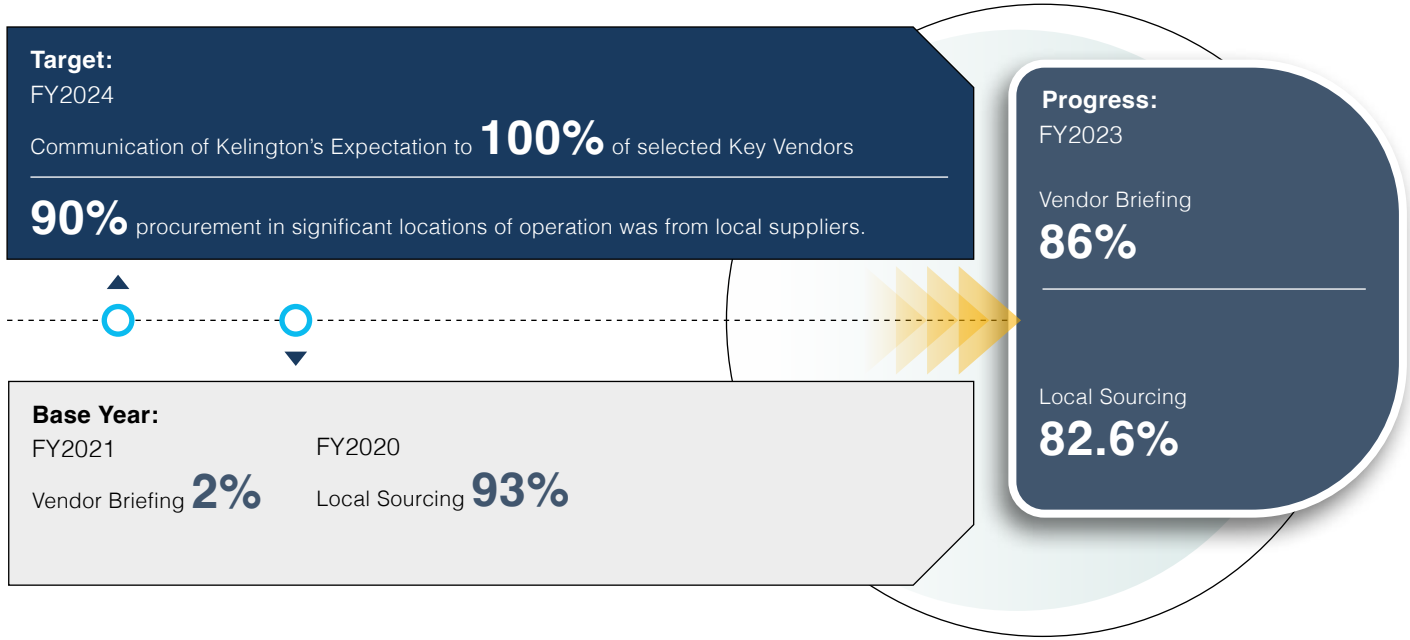 Target:
FY2024
Communication of Kelington’s Expectation to 100% of selected Key Vendors
90% procurement in significant locations of operation was from local suppliers.
Progress:
FY2023
Vendor Briefing
86%
Local Sourcing
82.6%
Base Year:
FY2021
Vendor Briefing 2%
FY2020
Local Sourcing 93%